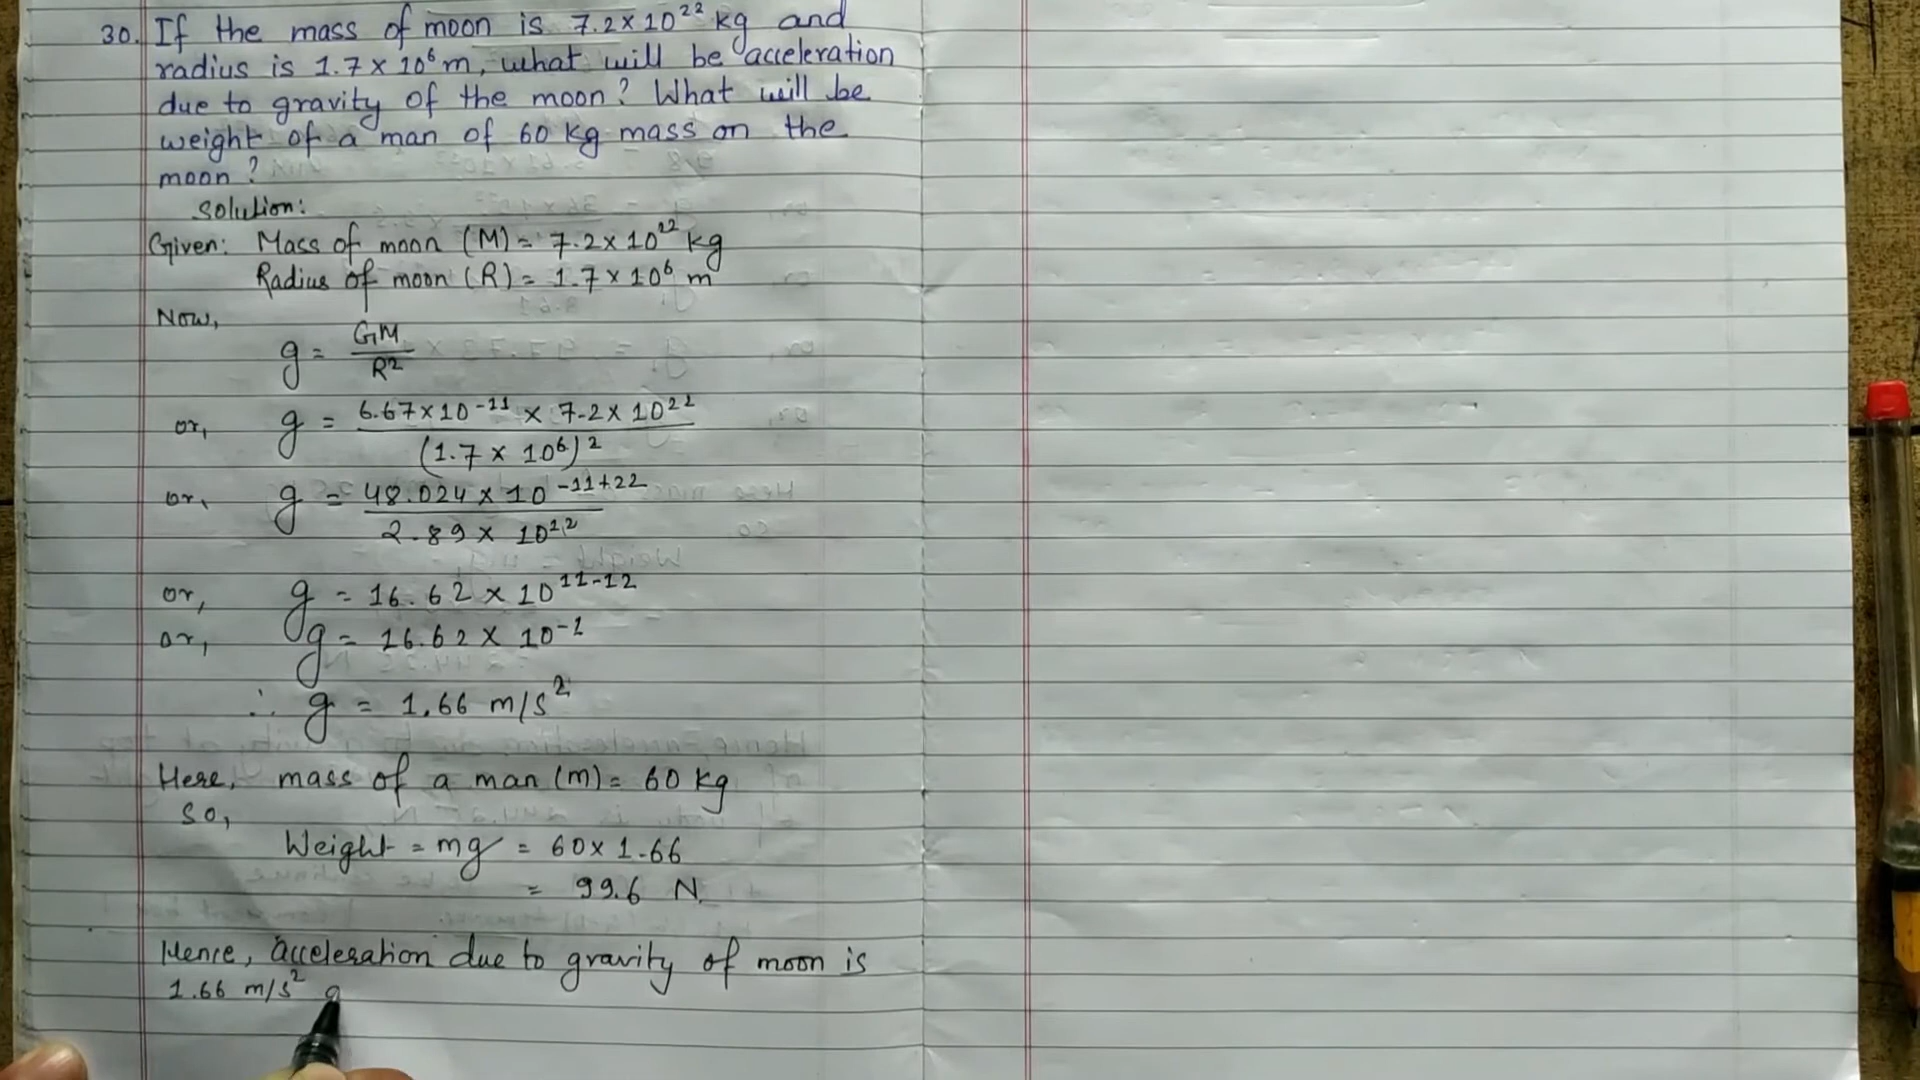 30. If the mass of moon is 7.2×10²² kg and
radius is 1.7×10⁶ m, what will be acceleration
due to gravity of the moon? What will be
weight of a man of 60 kg mass on the
moon?
Solution:
Given: Mass of moon (M)= 7.2×10²² kg
Radius of moon (R)= 1.7×10⁶ m
Now,
g = GM/R²
or, g = 6.67×10⁻¹¹ × 7.2×10²²/(1.7×10⁶)²
or, g = 48.024×10⁻¹¹⁺²²/2.89×10¹²
or, g = 16.62×10¹¹⁻¹²
or, g = 16.62×10⁻¹
∴ g = 1.66 m/s²
Here, mass of a man (m)= 60 kg
so,
Weight = mg = 60×1.66
= 99.6 N.
Hence, acceleration due to gravity of moon is
1.66 m/s²